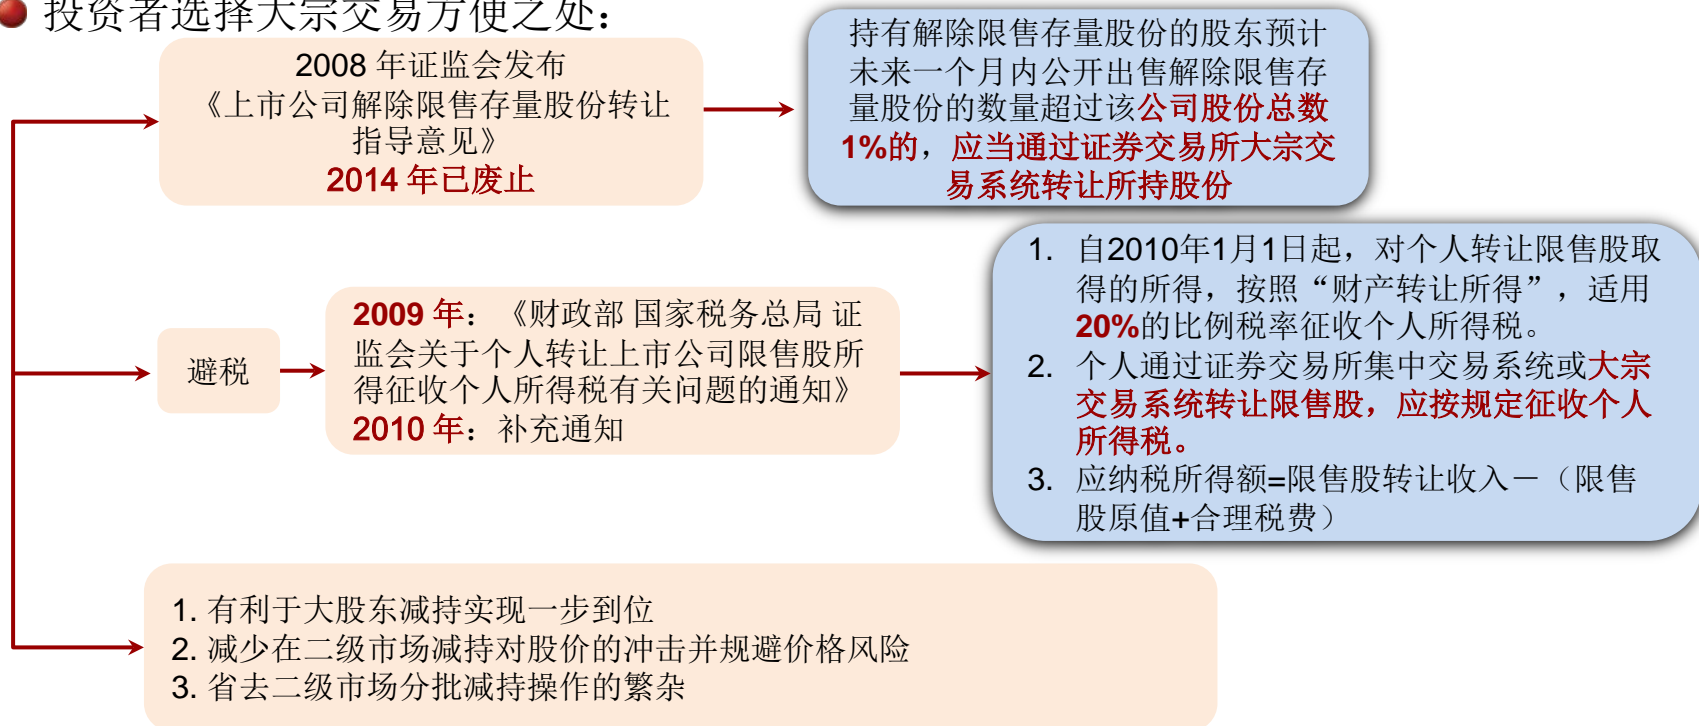 投资者选择大宗交易方便之处：
2008 年证监会发布
《上市公司解除限售存量股份转让
指导意见》
2014 年已废止
持有解除限售存量股份的股东预计
未来一个月内公开出售解除限售存
量股份的数量超过该公司股份总数
1%的，应当通过证券交易所大宗交
易系统转让所持股份
避税
2009 年：《财政部 国家税务总局 证
监会关于个人转让上市公司限售股所
得征收个人所得税有关问题的通知》
2010 年：补充通知
1. 自2010年1月1日起，对个人转让限售股取
得的所得，按照“财产转让所得”，适用
20%的比例税率征收个人所得税。
2. 个人通过证券交易所集中交易系统或大宗
交易系统转让限售股，应按规定征收个人
所得税。
3. 应纳税所得额=限售股转让收入－（限售
股原值+合理税费）
1. 有利于大股东减持实现一步到位
2. 减少在二级市场减持对股价的冲击并规避价格风险
3. 省去二级市场分批减持操作的繁杂